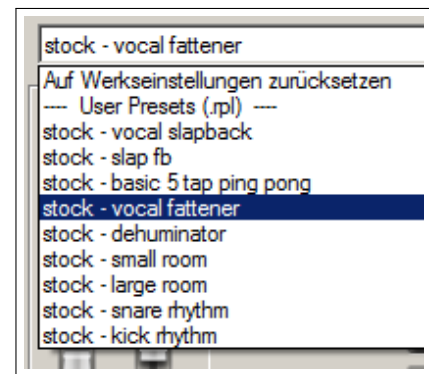 stock - vocal fattener
Auf Werkseinstellungen zurücksetzen
---- User Presets (.rpl) ----
stock - vocal slapback
stock - slap fb
stock - basic 5 tap ping pong
stock - vocal fattener
stock - dehuminator
stock - small room
stock - large room
stock - snare rhythm
stock - kick rhythm